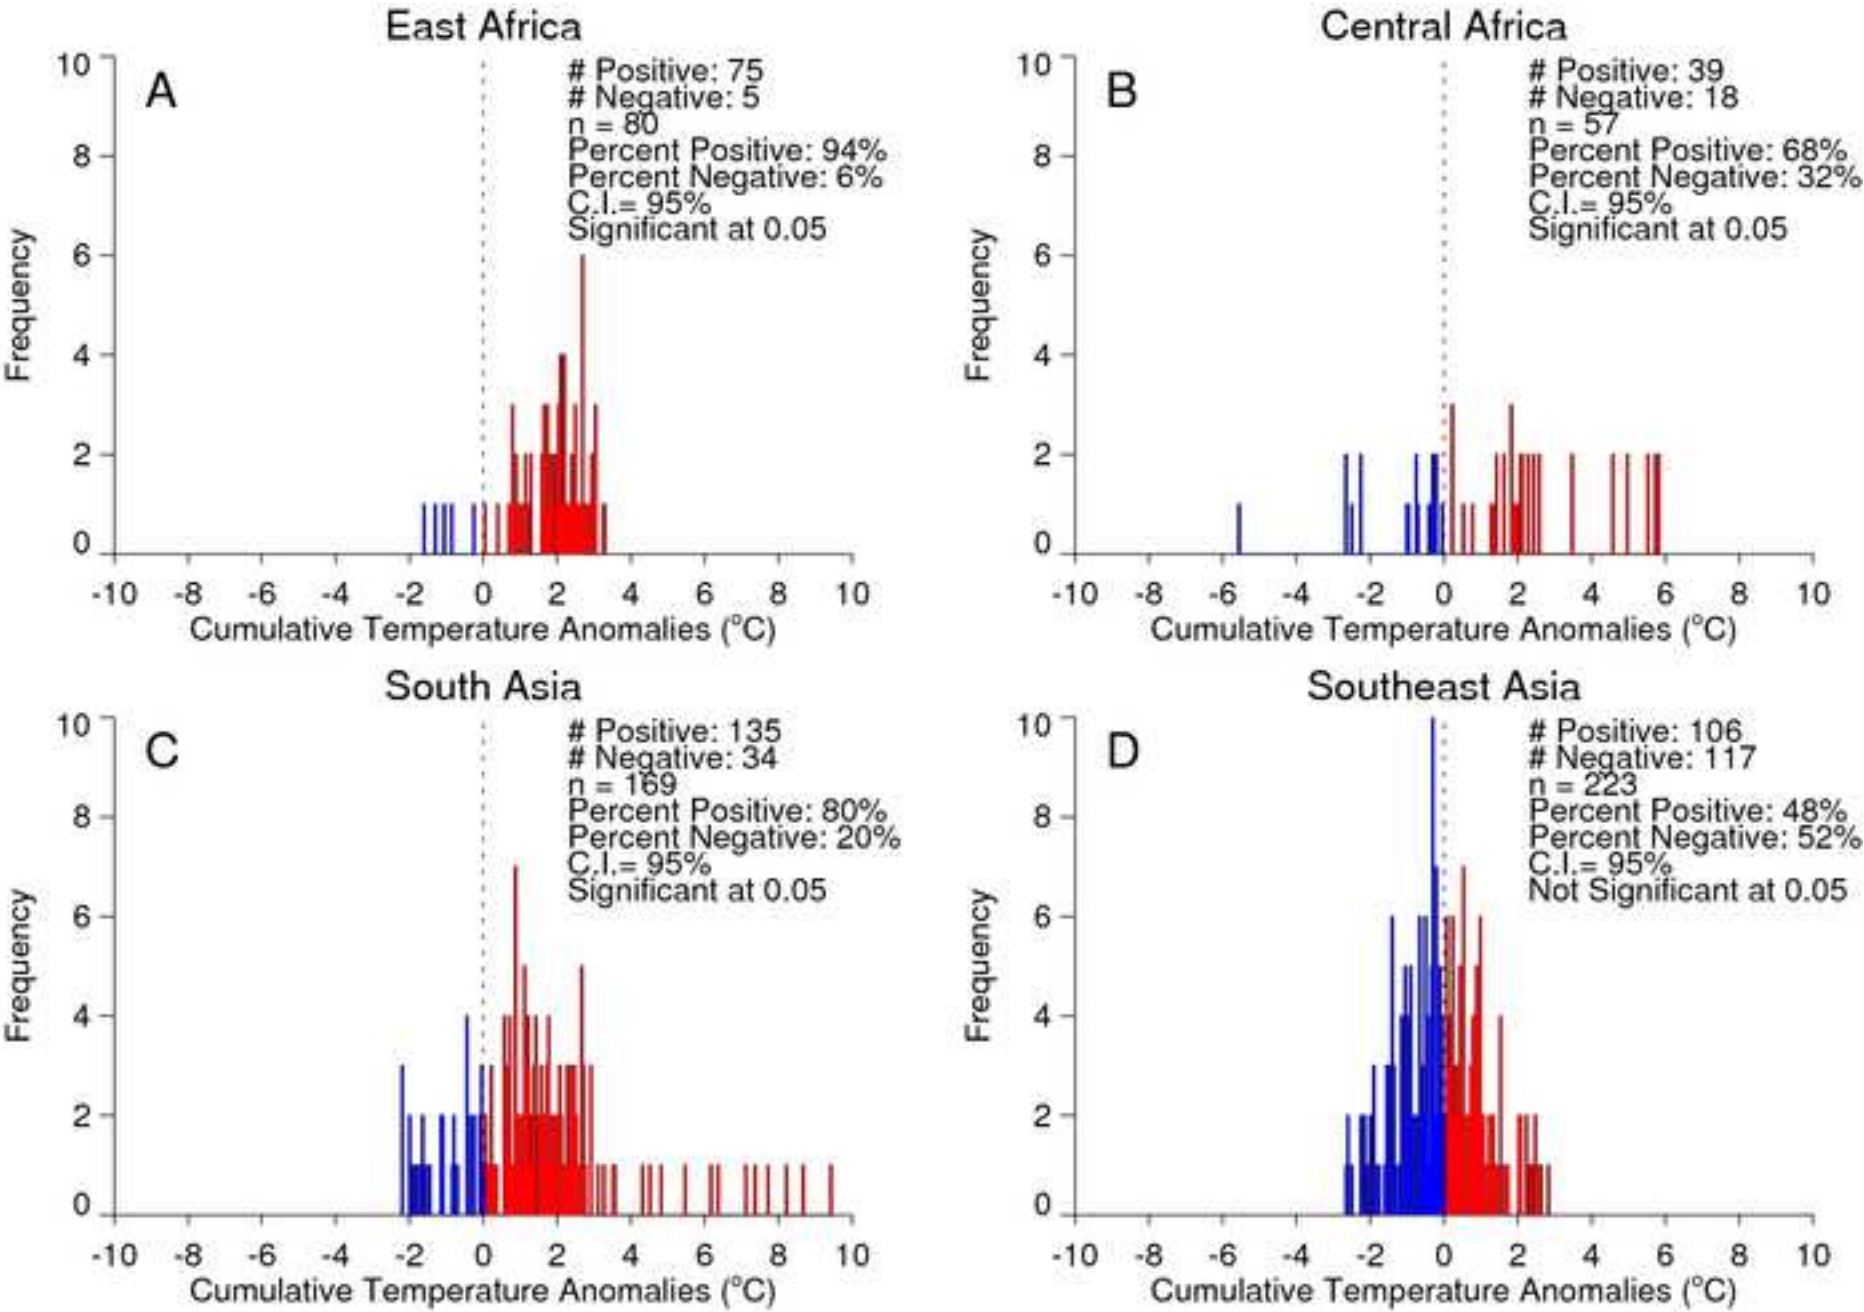 East Africa
A
# Positive: 75
# Negative: 5
n = 80
Percent Positive: 94%
Percent Negative: 6%
C.I.= 95%
Significant at 0.05
10
8
6
4
2
0
Frequency
-10 -8 -6 -4 -2 0 2 4 6 8 10
Cumulative Temperature Anomalies (°C)
Central Africa
B
# Positive: 39
# Negative: 18
n = 57
Percent Positive: 68%
Percent Negative: 32%
C.I.= 95%
Significant at 0.05
10
8
6
4
2
0
Frequency
-10 -8 -6 -4 -2 0 2 4 6 8 10
Cumulative Temperature Anomalies (°C)
South Asia
C
# Positive: 135
# Negative: 34
n = 169
Percent Positive: 80%
Percent Negative: 20%
C.I.= 95%
Significant at 0.05
10
8
6
4
2
0
Frequency
-10 -8 -6 -4 -2 0 2 4 6 8 10
Cumulative Temperature Anomalies (°C)
Southeast Asia
D
# Positive: 106
# Negative: 117
n = 223
Percent Positive: 48%
Percent Negative: 52%
C.I.= 95%
Not Significant at 0.05
10
8
6
4
2
0
Frequency
-10 -8 -6 -4 -2 0 2 4 6 8 10
Cumulative Temperature Anomalies (°C)